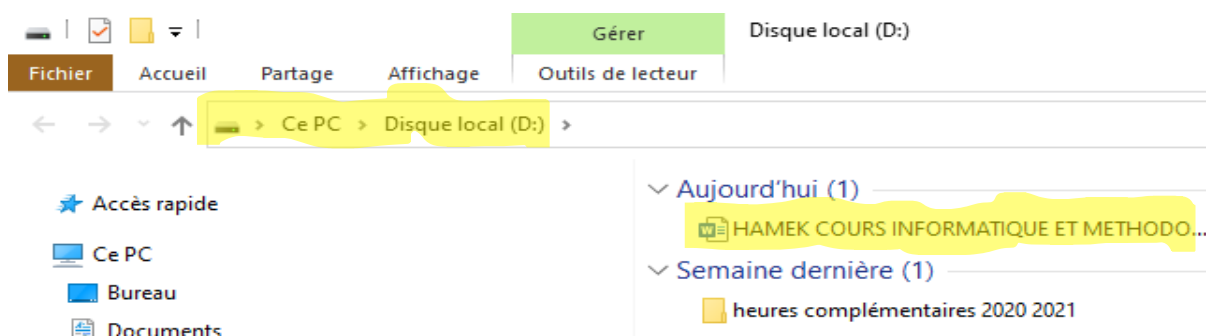 Gérer
Disque local (D:)
Fichier Accueil Partage Affichage Outils de lecteur
Ce PC > Disque local (D:) >
Aujourd'hui (1)
Accès rapide
HAMEK COURS INFORMATIQUE ET METHODO...
Ce PC
Semaine dernière (1)
Bureau
heures complémentaires 2020 2021
Documents